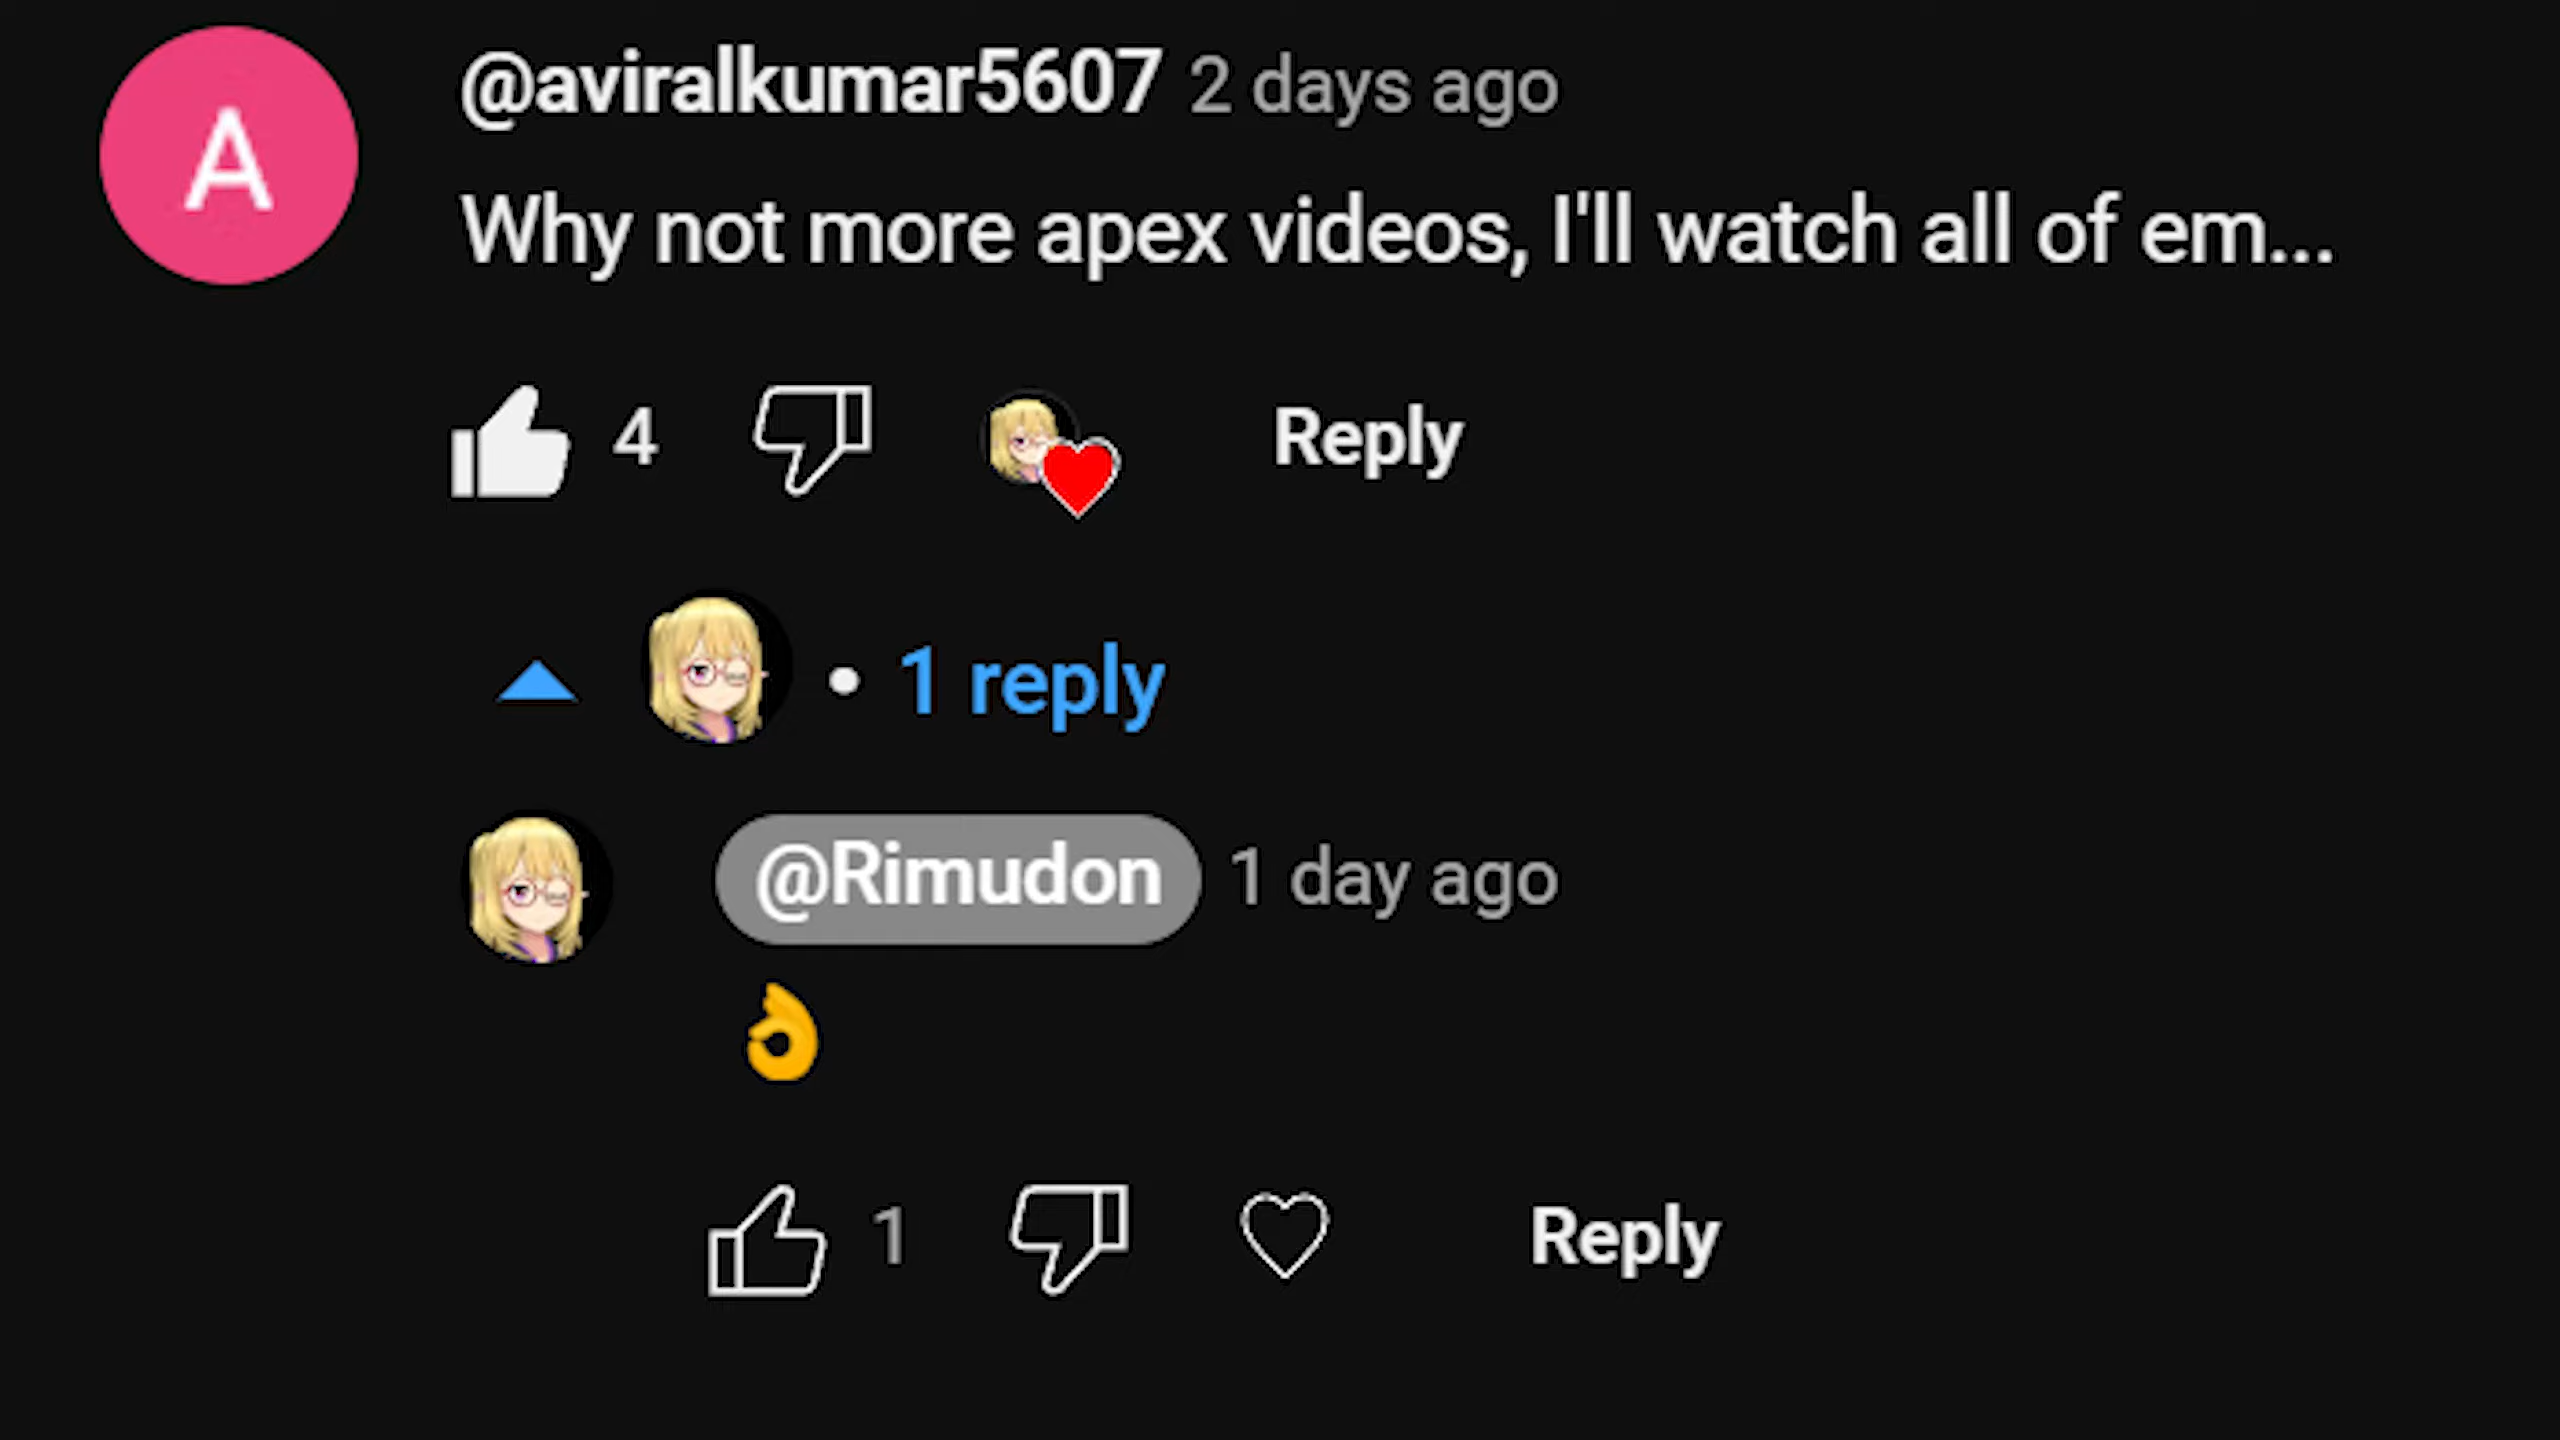 A
@aviralkumar5607 2 days ago
Why not more apex videos, I'll watch all of em...
4 Reply
• 1 reply
@Rimudon 1 day ago
👌
1 Reply